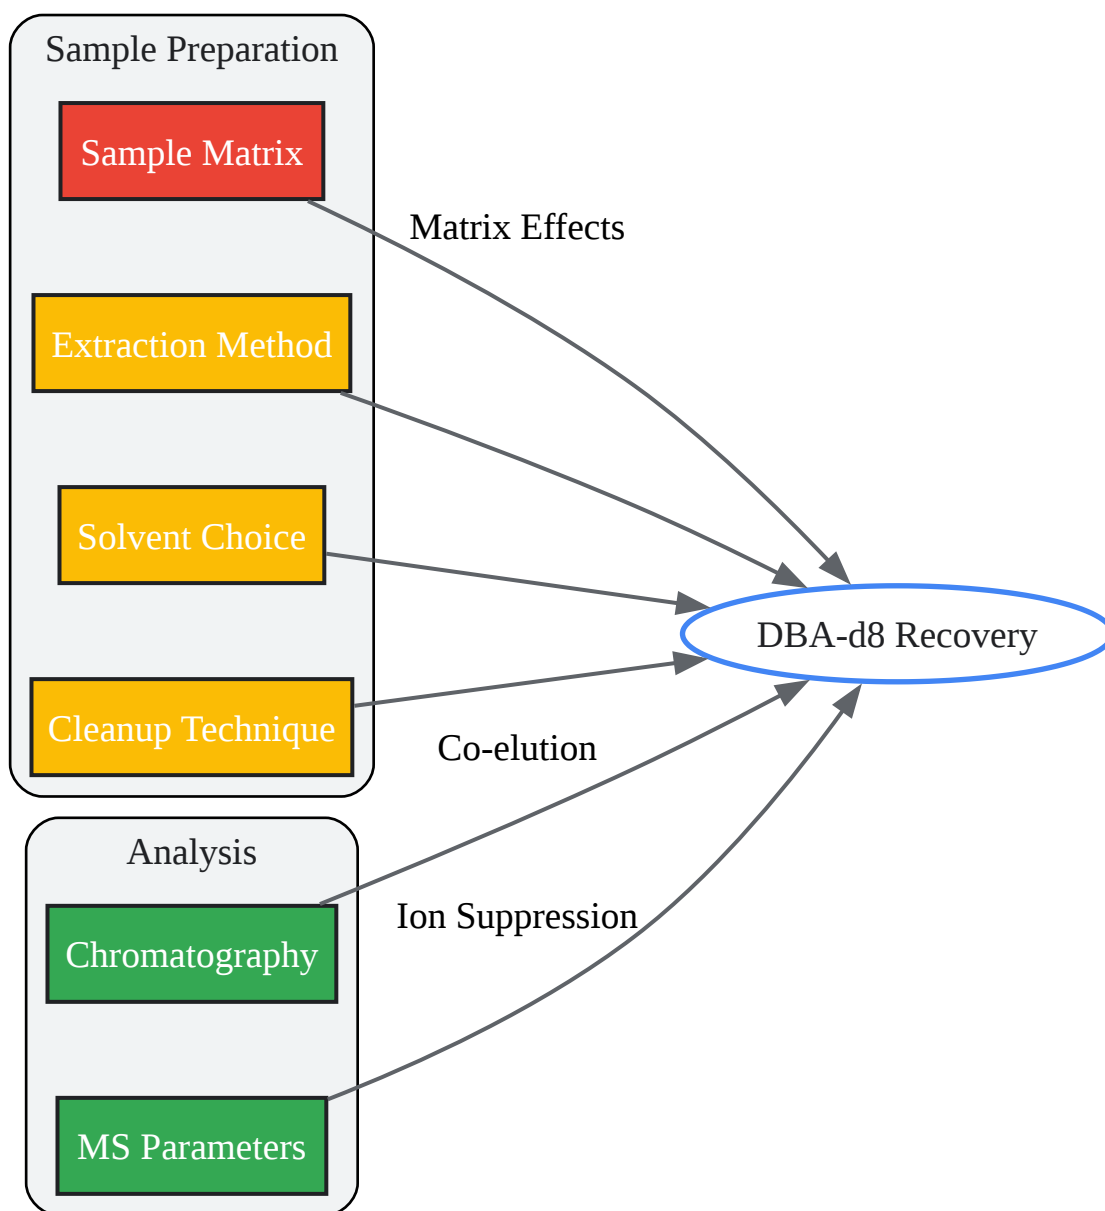 Sample Preparation
Sample Matrix
Matrix Effects
Extraction Method
Solvent Choice
DBA-d8 Recovery
Cleanup Technique
Co-elution
Analysis
Ion Suppression
Chromatography
MS Parameters